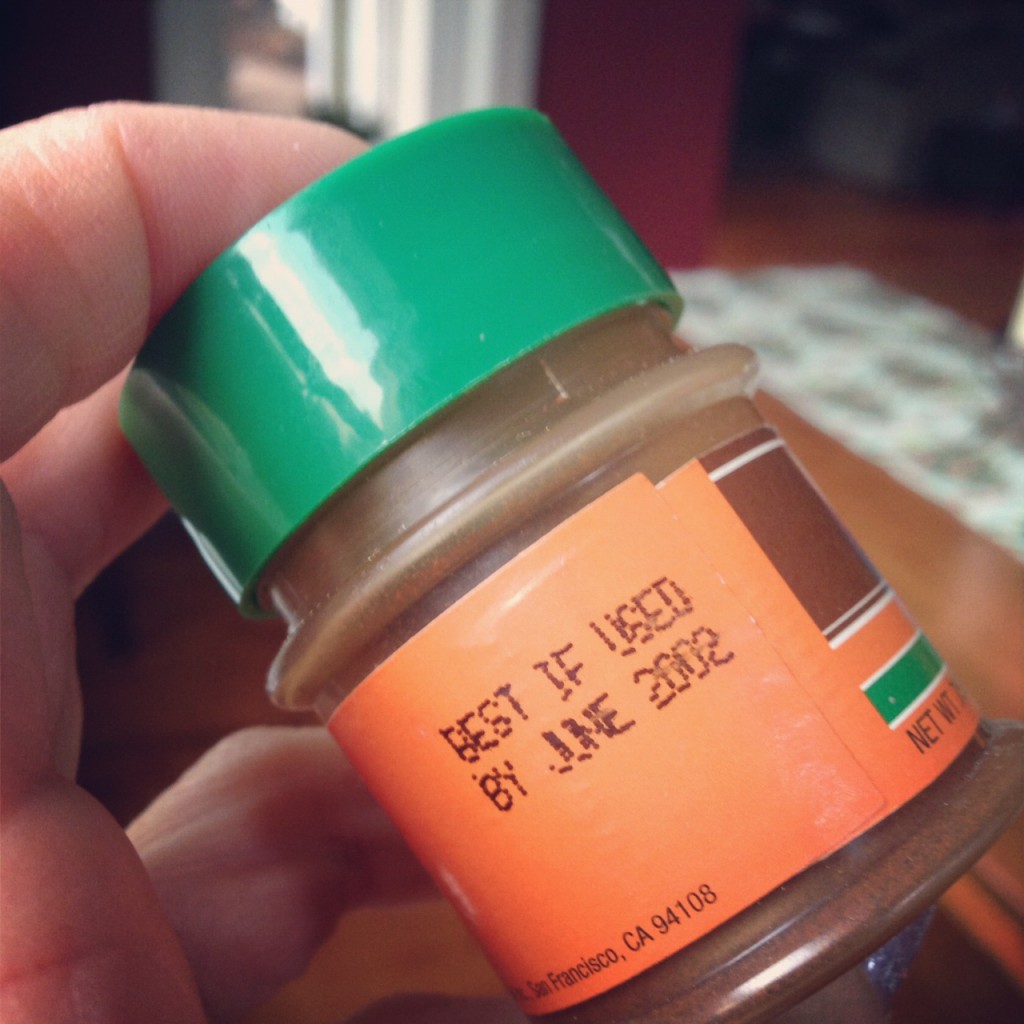 BEST IF USED
BY JUNE 2002
NET WT
San Francisco, CA 94108